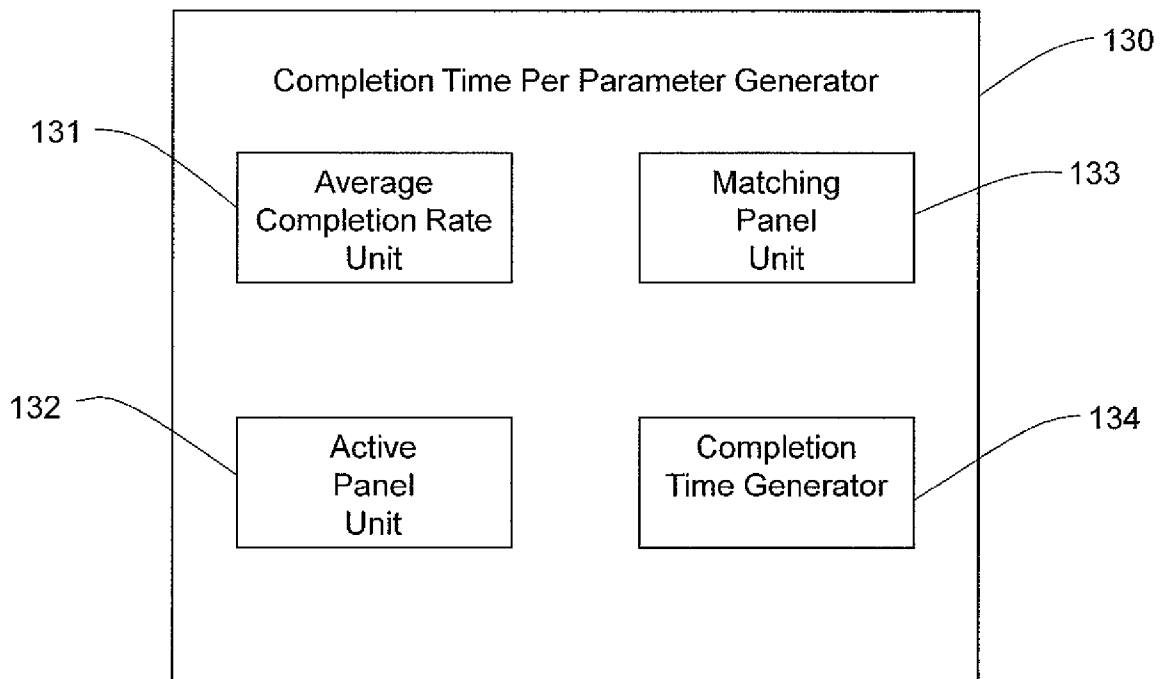 130
Completion Time Per Parameter Generator
131
Average
Completion Rate
Unit
Matching
Panel
Unit
133
132
Active
Panel
Unit
Completion
Time Generator
134